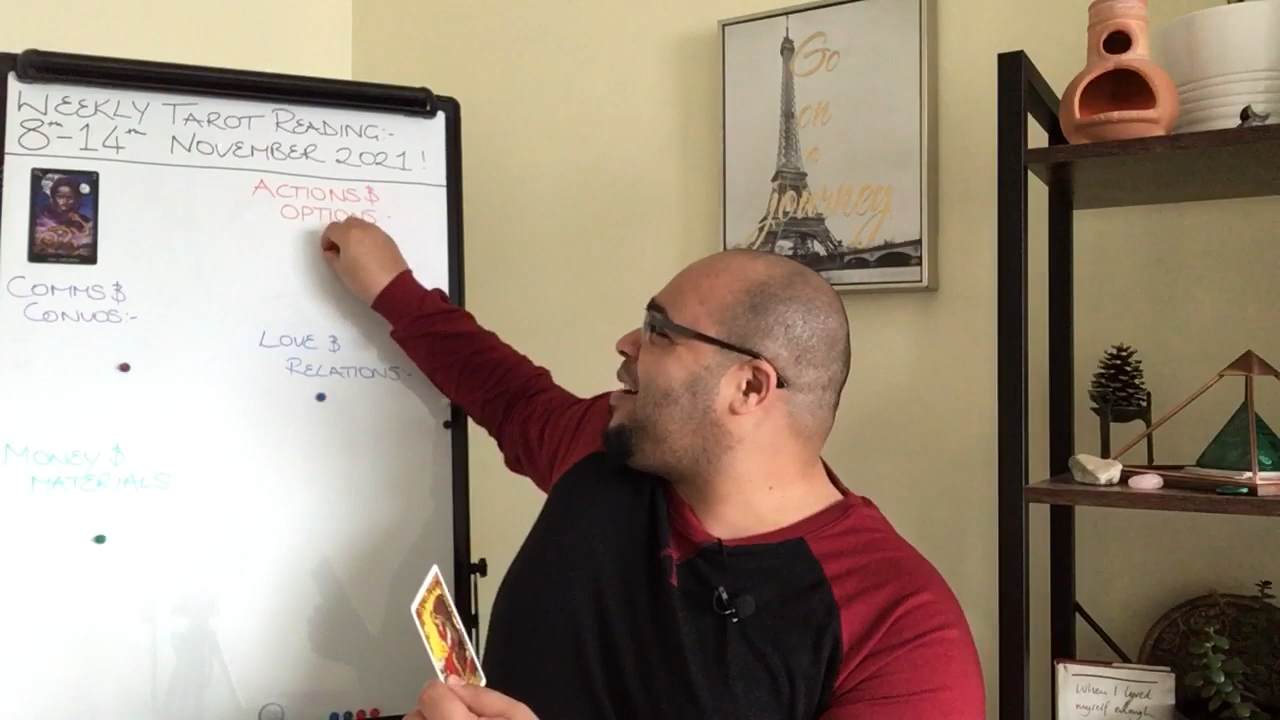 WEEKLY TAROT READING:-
8th-14th NOVEMBER 2021!
ACTIONS &
OPTIONS:-
COMMS &
CONVOS:-
LOVE &
RELATIONS:-
MONEY &
MATERIALS
Go
on
a
journey
When I loved
myself enough